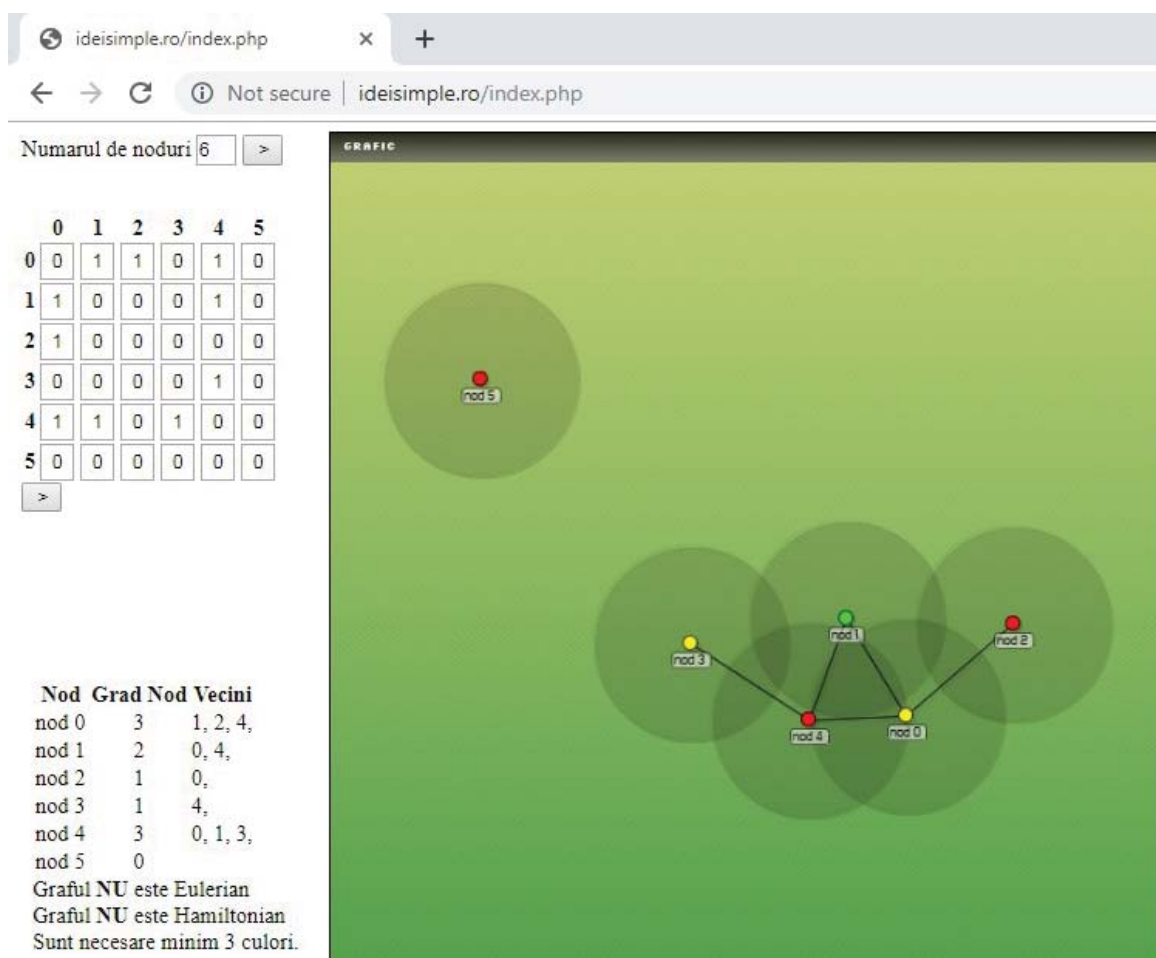 ideisimple.ro/index.php × +
Not secure | ideisimple.ro/index.php
Numarul de noduri 6 >
0 1 2 3 4 5
0 0 1 1 0 1 0
1 1 0 0 0 1 0
2 1 0 0 0 0 0
3 0 0 0 0 1 0
4 1 1 0 1 0 0
5 0 0 0 0 0 0
>
Nod Grad Nod Vecini
nod 0 3 1, 2, 4,
nod 1 2 0, 4,
nod 2 1 0,
nod 3 1 4,
nod 4 3 0, 1, 3,
nod 5 0
Graful NU este Eulerian
Graful NU este Hamiltonian
Sunt necesare minim 3 culori.
GRAFIC
nod 5
nod 1
nod 2
nod 3
nod 4
nod 0